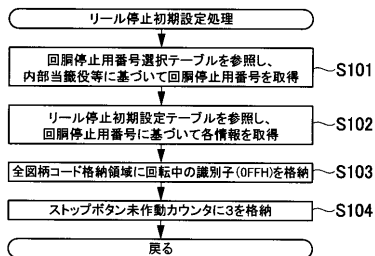 リール停止初期設定処理
回胴停止用番号選択テーブルを参照し、
内部当籤役等に基づいて回胴停止用番号を取得
S101
リール停止初期設定テーブルを参照し、
回胴停止用番号に基づいて各情報を取得
S102
全図柄コード格納領域に回転中の識別子(0FFH)を格納
S103
ストップボタン未作動カウンタに3を格納
S104
戻る